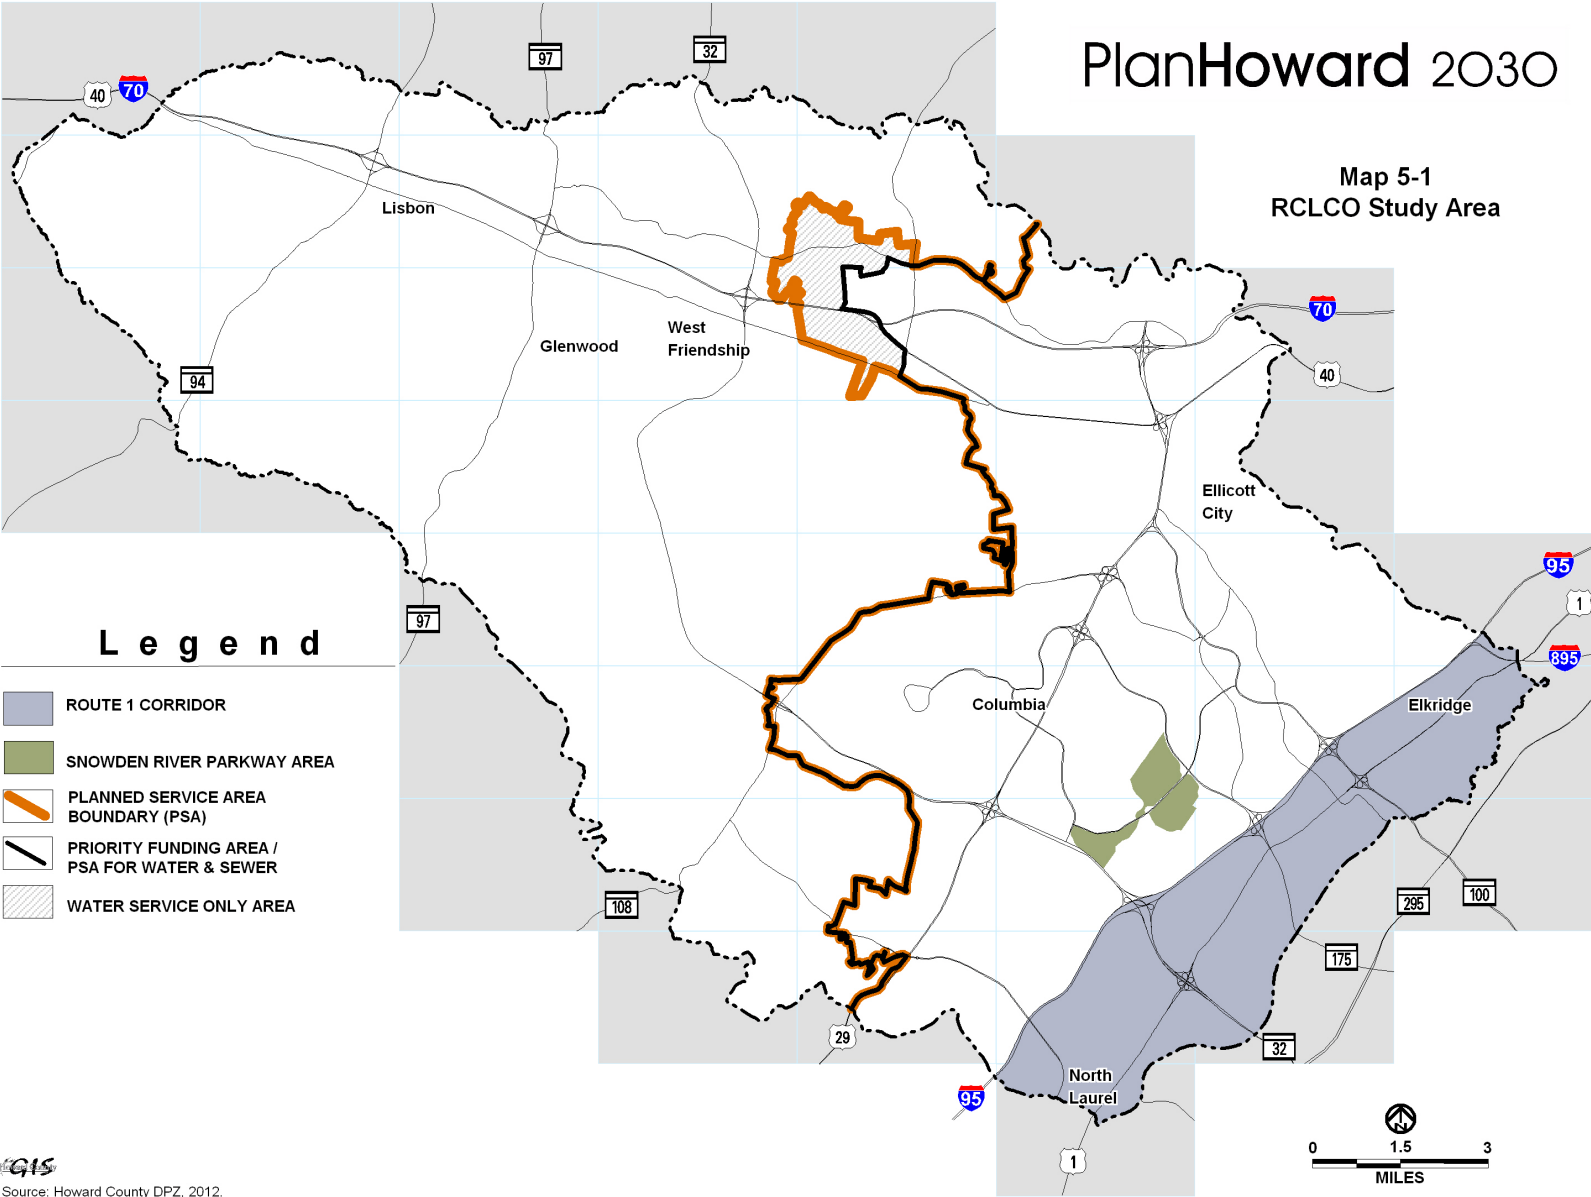 PlanHoward 2030
Map 5-1
RCLCO Study Area
40
70
97
32
Lisbon
70
40
West
Friendship
Glenwood
94
Ellicott
City
95
1
895
97
Legend
ROUTE 1 CORRIDOR
SNOWDEN RIVER PARKWAY AREA
PLANNED SERVICE AREA
BOUNDARY (PSA)
PRIORITY FUNDING AREA /
PSA FOR WATER & SEWER
WATER SERVICE ONLY AREA
Columbia
Elkridge
108
295
100
175
29
32
95
North
Laurel
1
N
0 1.5 3
MILES
Howard County
GIS
Source: Howard County DPZ, 2012.